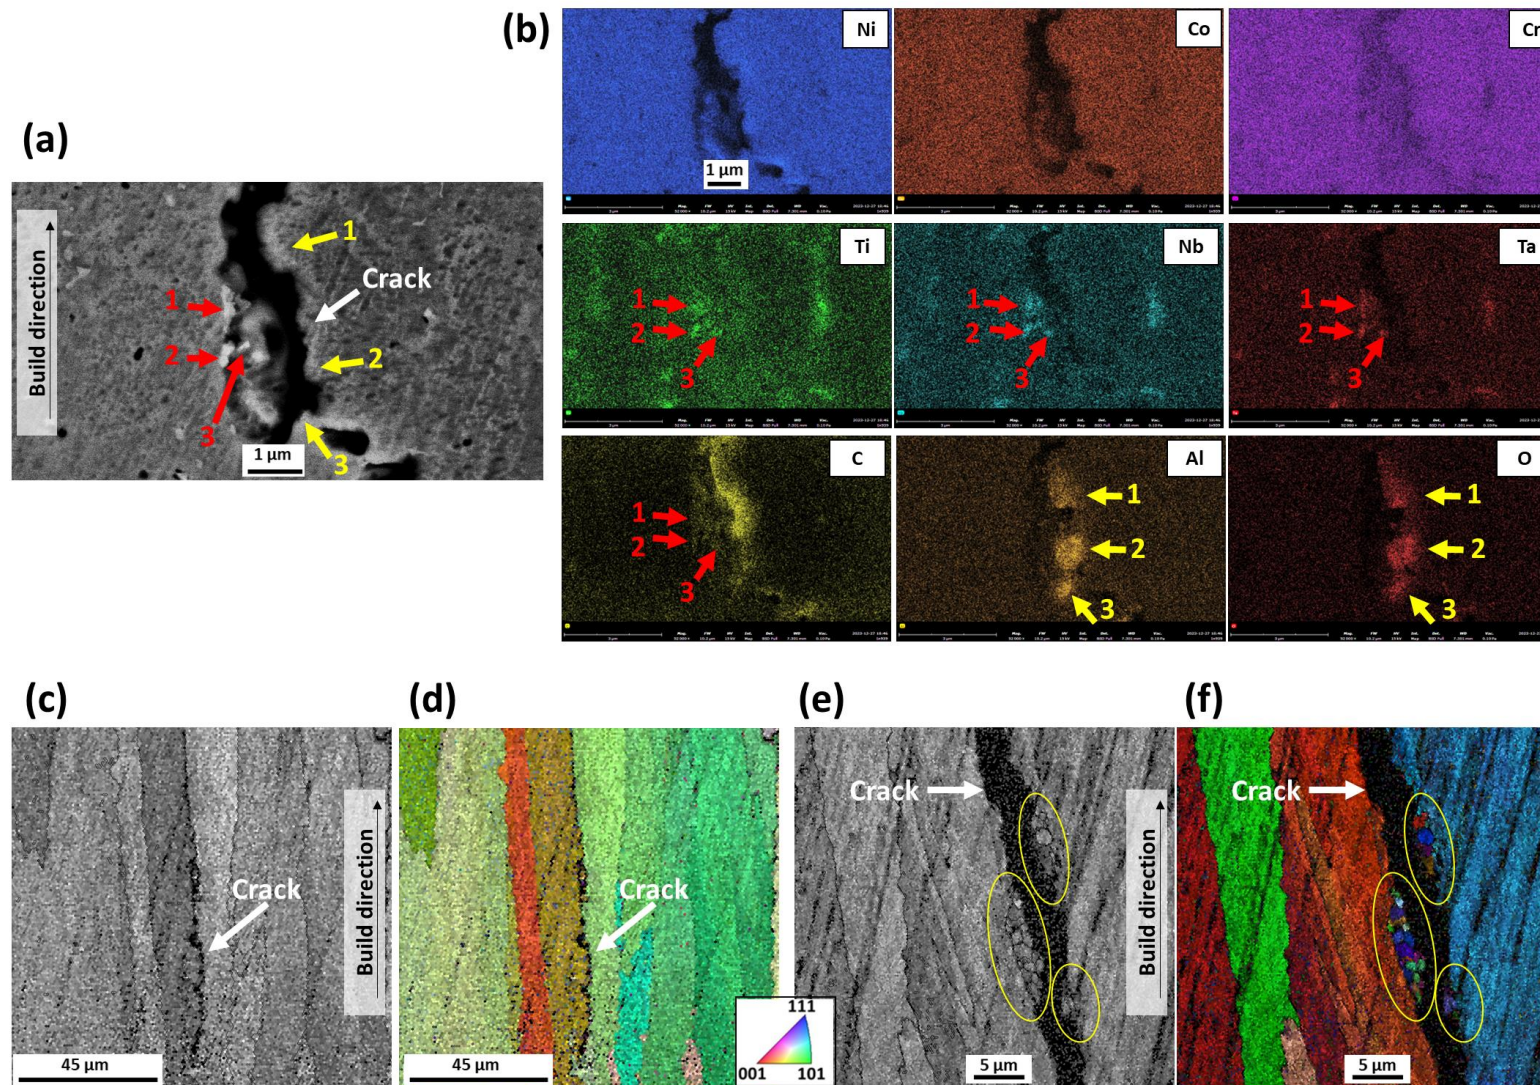 (a)
Build direction
1
Crack
1
2
2
3
3
1 µm
(b)
Ni
Co
Cr
1 µm
Ti
Nb
Ta
1
2
3
1
2
3
1
2
3
C
Al
O
1
2
3
1
2
3
1
2
3
(c)
Crack
Build direction
45 µm
(d)
Crack
45 µm
111
001 101
(e)
Crack
Build direction
5 µm
(f)
Crack
5 µm